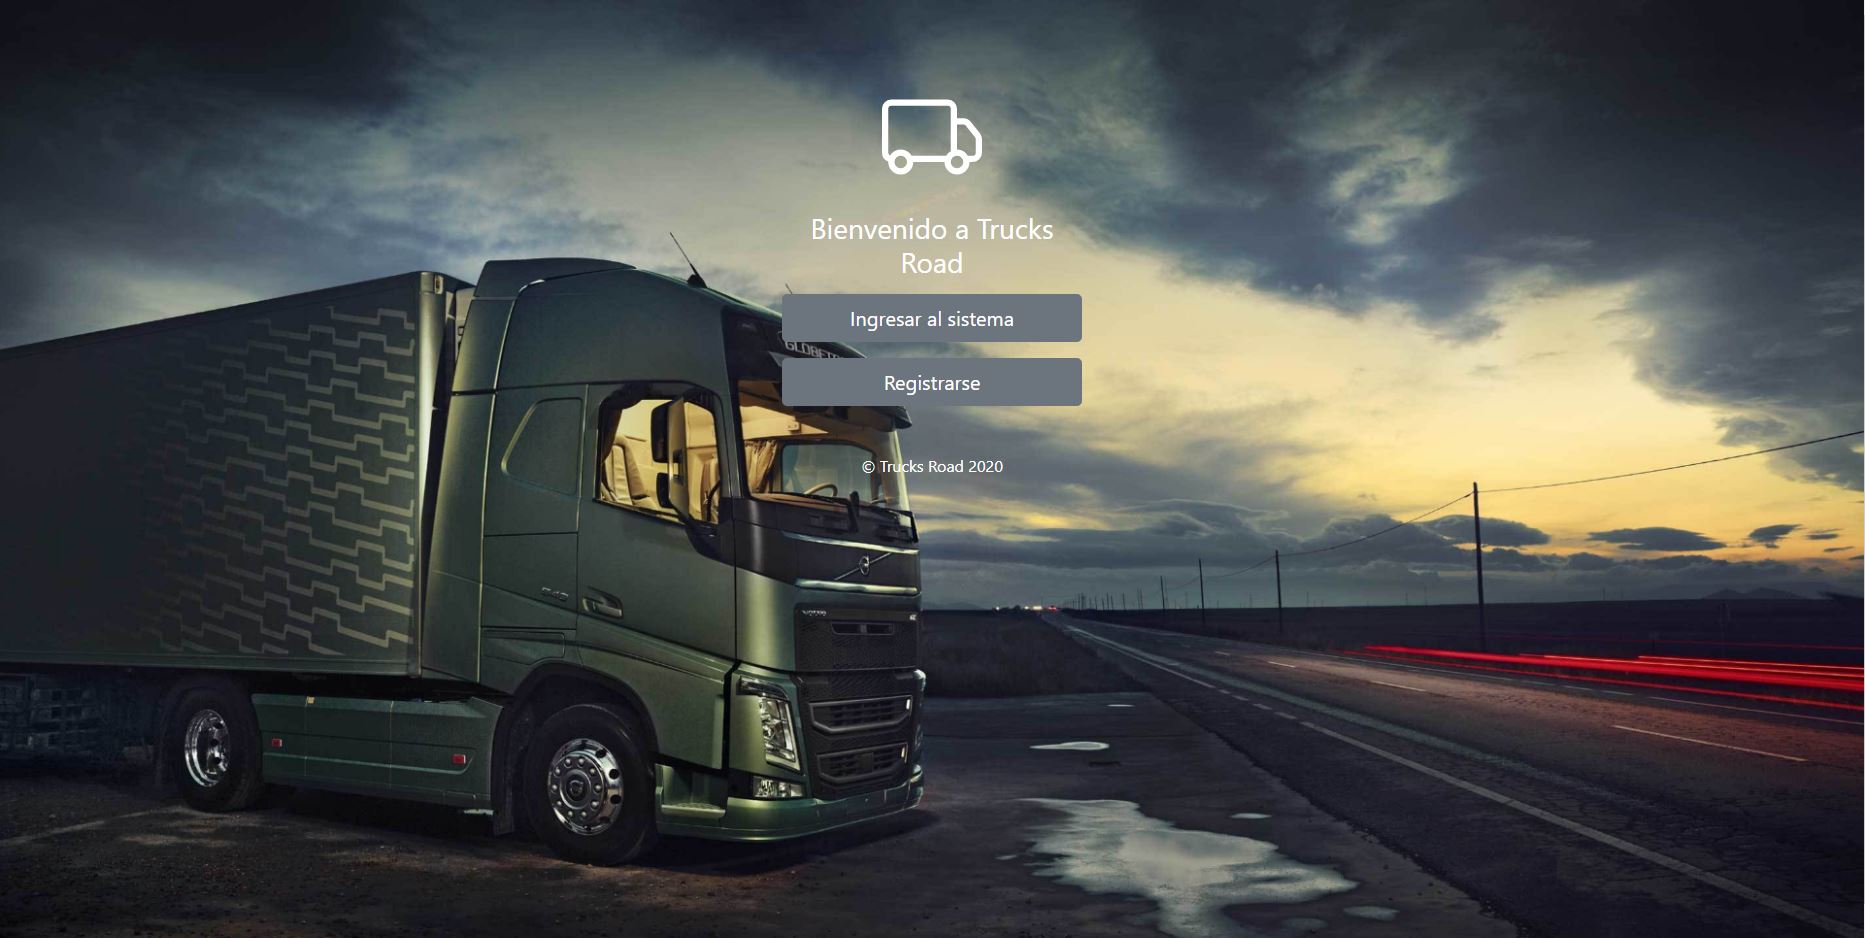 Bienvenido a Trucks
Road
Ingresar al sistema
Registrarse
© Trucks Road 2020